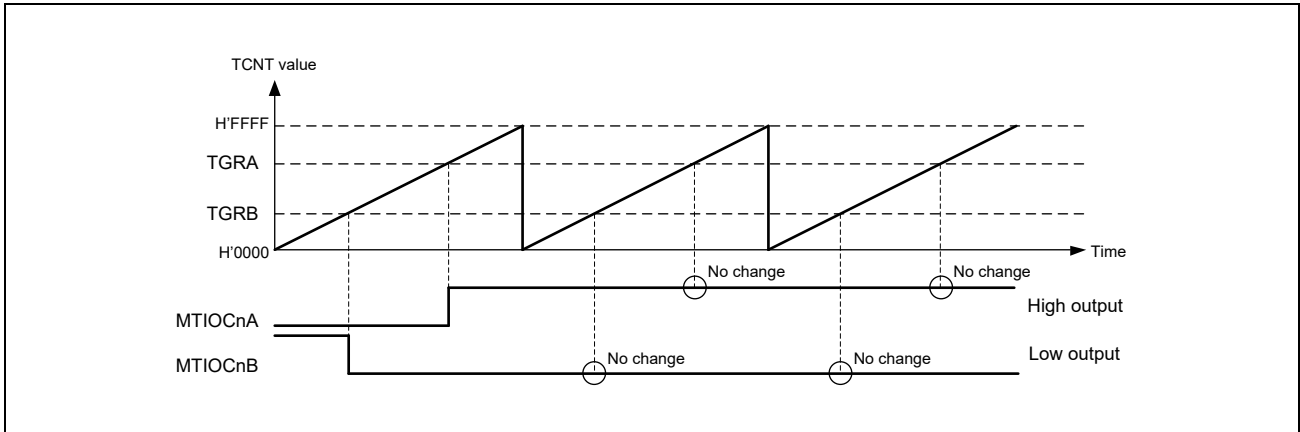 TCNT value
H'FFFF
TGRA
TGRB
H'0000
Time
No change
No change
High output
MTIOCnA
No change
No change
Low output
MTIOCnB